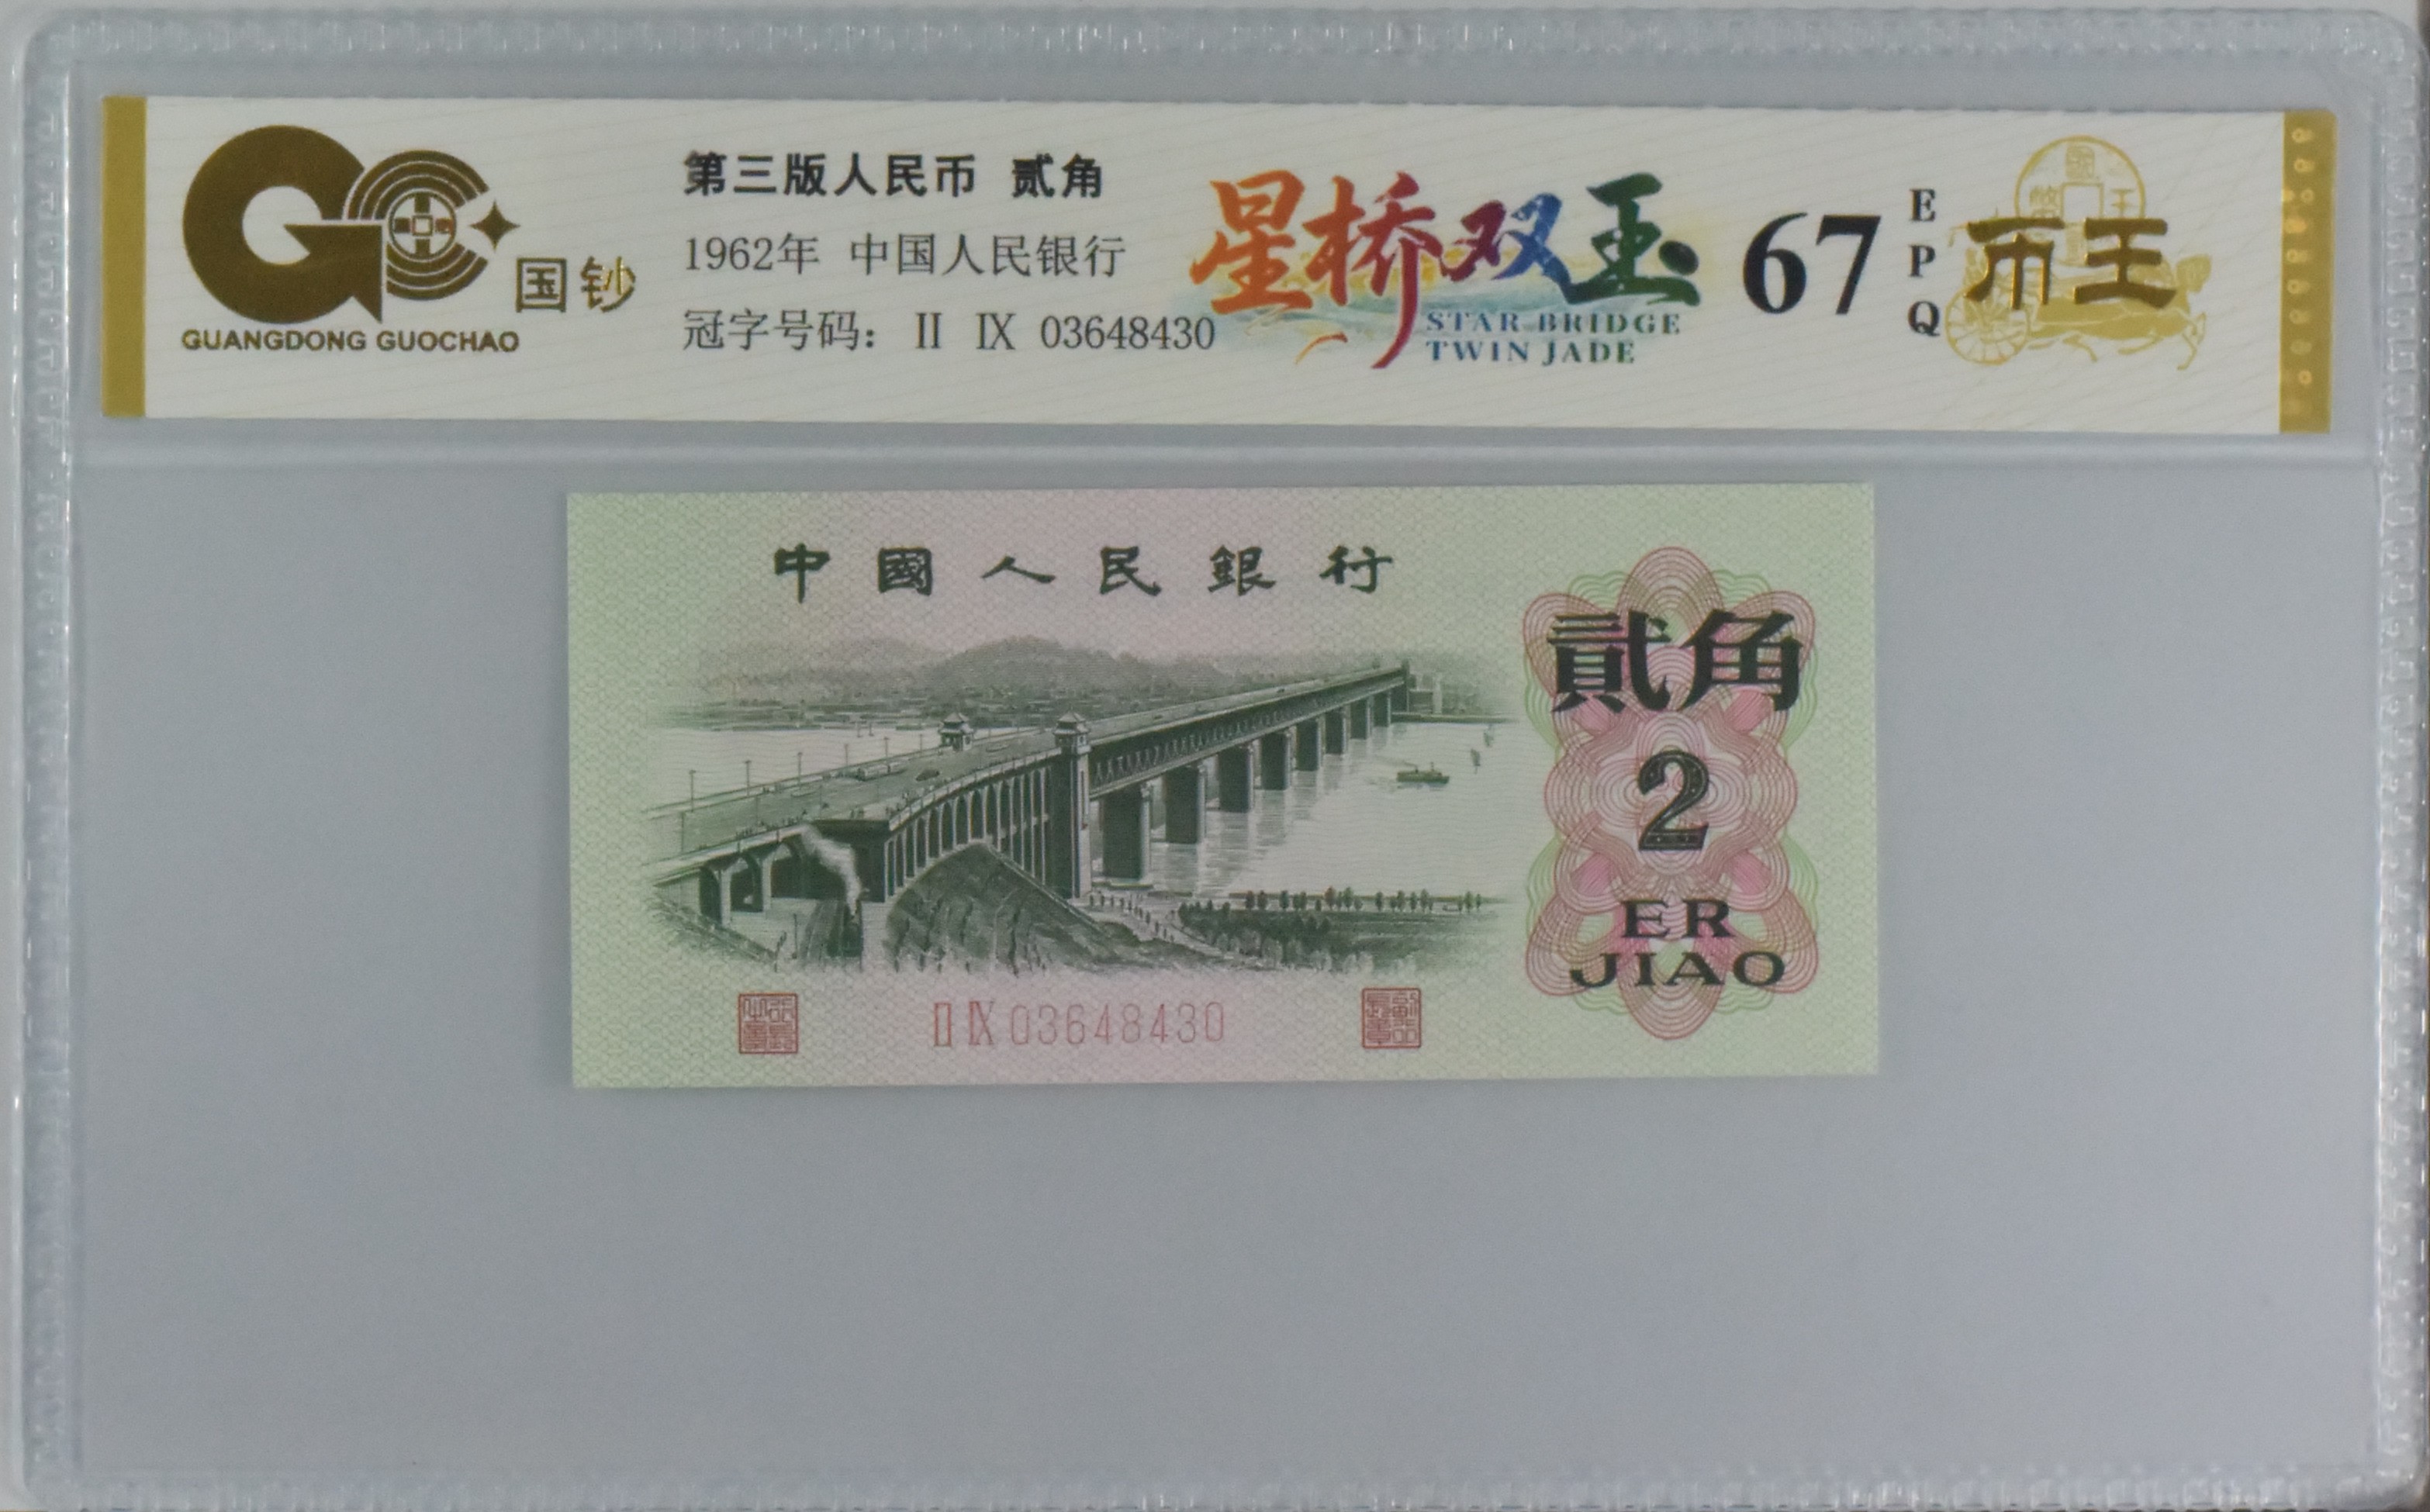 国钞
GUANGDONG GUOCHAO
第三版人民币 贰角
1962年 中国人民银行
冠字号码： II IX 03648430
星桥双玉
STAR BRIDGE
TWIN JADE
67
E
P
Q
币王
中國人民銀行
貳角
2
ER
JIAO
II IX 03648430